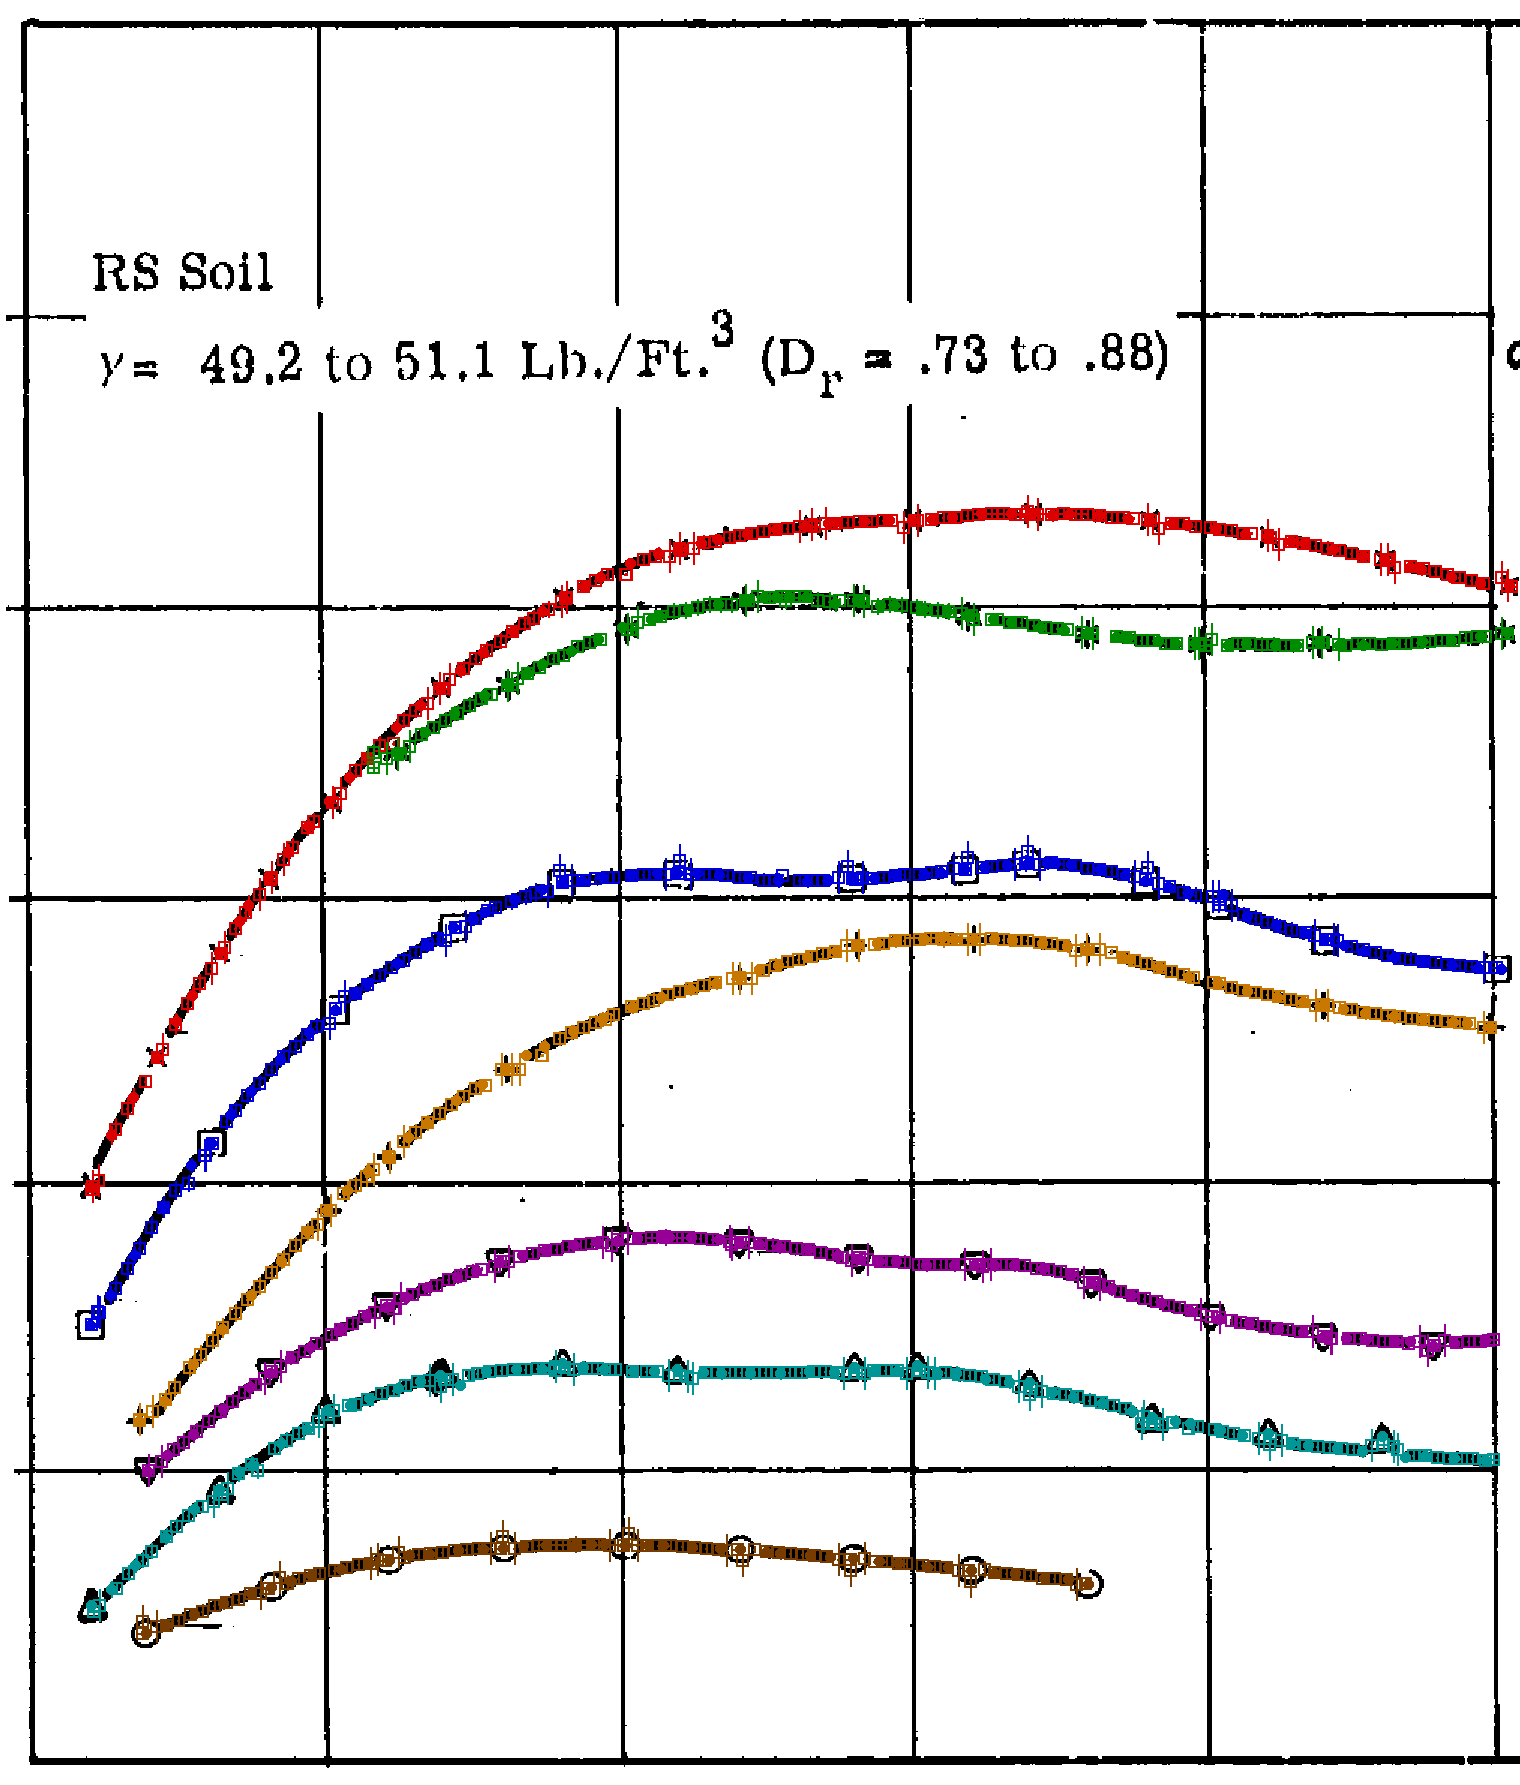 RS Soil
γ = 49.2 to 51.1 Lb./Ft.³ (Dᵣ = .73 to .88)